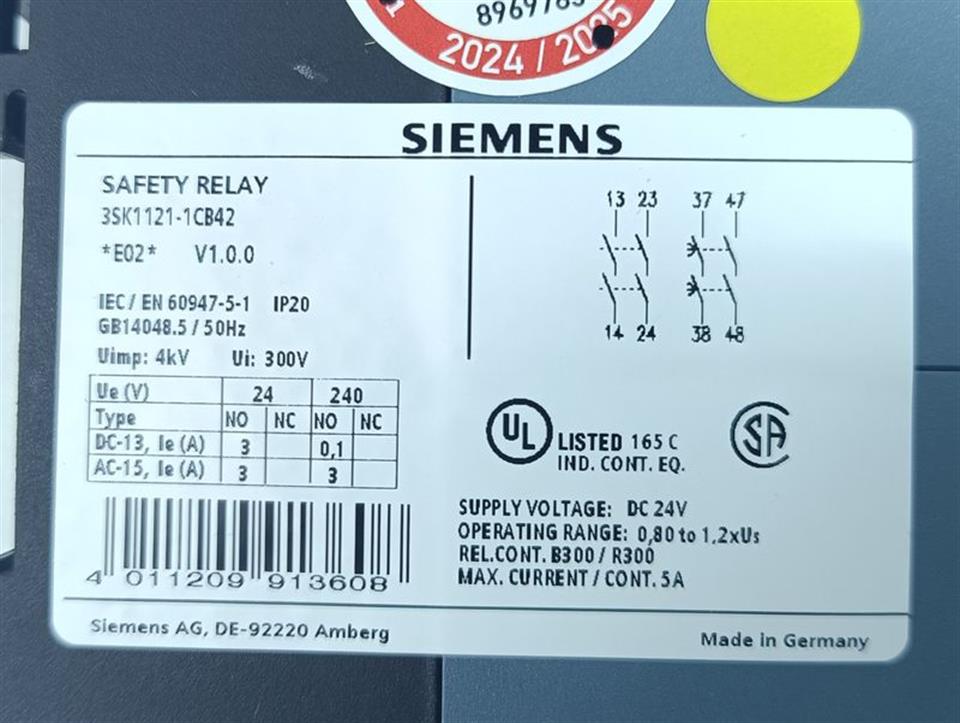 2024 / 2025
SIEMENS
SAFETY RELAY
3SK1121-1CB42
*E02* V1.0.0
IEC / EN 60947-5-1 IP20
GB14048.5 / 50Hz
Uimp: 4kV Ui: 300V
Ue (V) 24 240
Type NO NC NO NC
DC-13, Ie (A) 3 0,1
AC-15, Ie (A) 3 3
4 011209 913608
13 23 37 47
14 24 38 48
UL LISTED 165 C
IND. CONT. EQ.
SA
SUPPLY VOLTAGE: DC 24V
OPERATING RANGE: 0,80 to 1,2xUs
REL.CONT. B300 / R300
MAX. CURRENT / CONT. 5A
Siemens AG, DE-92220 Amberg
Made in Germany